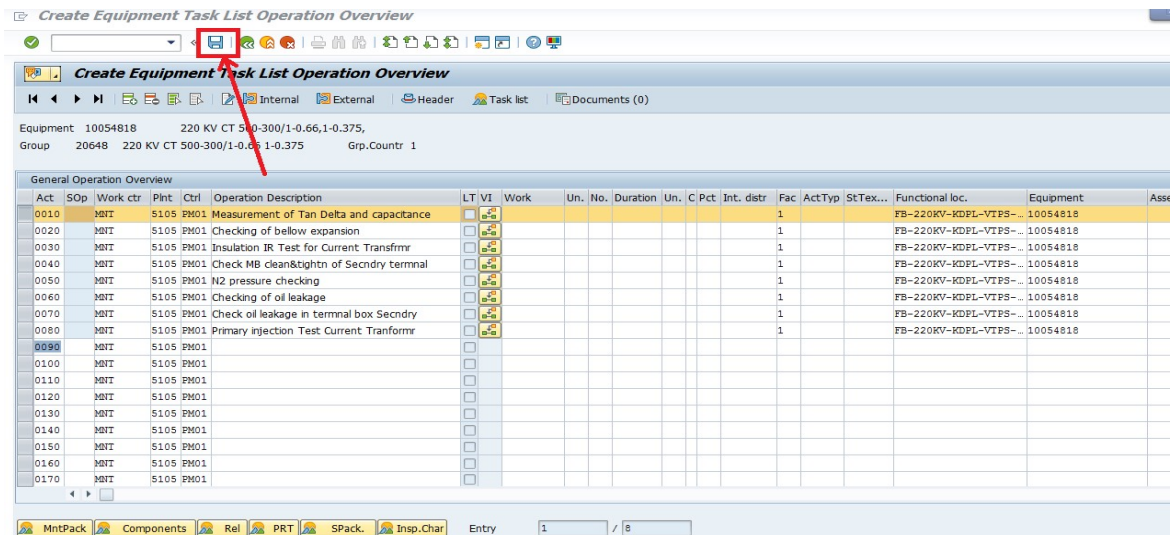 Create Equipment Task List Operation Overview
Create Equipment Task List Operation Overview
Internal External Header Task list Documents (0)
Equipment 10054818 220 KV CT 500-300/1-0.66,1-0.375,
Group 20648 220 KV CT 500-300/1-0.66 1-0.375 Grp.Countr 1
General Operation Overview
Act SOp Work ctr Plnt Ctrl Operation Description LT VI Work Un. No. Duration Un. C Pct Int. distr Fac ActTyp StTex... Functional loc. Equipment Asse
0010 MNT 5105 PM01 Measurement of Tan Delta and capacitance 1 FB-220KV-KDPL-VTPS-… 10054818
0020 MNT 5105 PM01 Checking of bellow expansion 1 FB-220KV-KDPL-VTPS-… 10054818
0030 MNT 5105 PM01 Insulation IR Test for Current Transfrmr 1 FB-220KV-KDPL-VTPS-… 10054818
0040 MNT 5105 PM01 Check MB clean&tightn of Secndry termnal 1 FB-220KV-KDPL-VTPS-… 10054818
0050 MNT 5105 PM01 N2 pressure checking 1 FB-220KV-KDPL-VTPS-… 10054818
0060 MNT 5105 PM01 Checking of oil leakage 1 FB-220KV-KDPL-VTPS-… 10054818
0070 MNT 5105 PM01 Check oil leakage in termnal box Secndry 1 FB-220KV-KDPL-VTPS-… 10054818
0080 MNT 5105 PM01 Primary injection Test Current Tranformr 1 FB-220KV-KDPL-VTPS-… 10054818
0090 MNT 5105 PM01
0100 MNT 5105 PM01
0110 MNT 5105 PM01
0120 MNT 5105 PM01
0130 MNT 5105 PM01
0140 MNT 5105 PM01
0150 MNT 5105 PM01
0160 MNT 5105 PM01
0170 MNT 5105 PM01
MntPack Components Rel PRT SPack. Insp.Char Entry 1 / 8